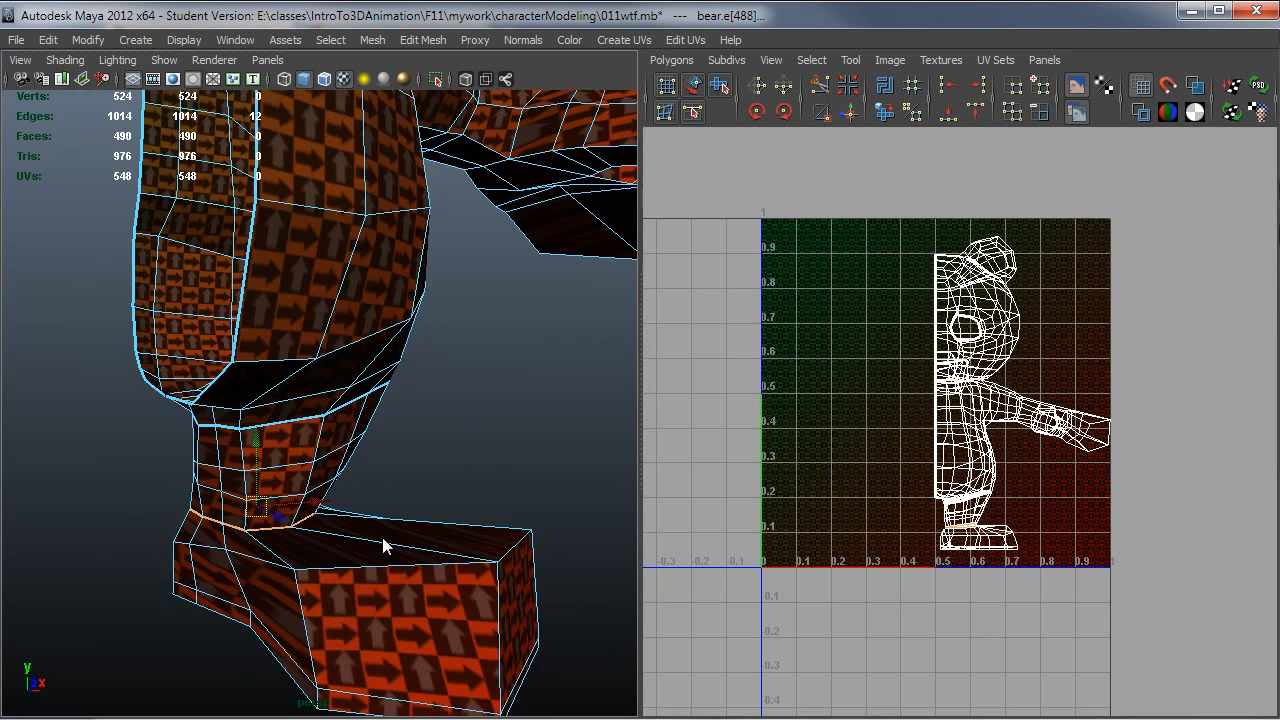 Autodesk Maya 2012 x64 - Student Version: E:\classes\IntroTo3DAnimation\F11\mywork\characterModeling\011wtf.mb* --- bear.e[488]...
File Edit Modify Create Display Window Assets Select Mesh Edit Mesh Proxy Normals Color Create UVs Edit UVs Help
View Shading Lighting Show Renderer Panels
Polygons Subdivs View Select Tool Image Textures UV Sets Panels
Verts: 524 524 0
Edges: 1014 1014 12
Faces: 490 490 0
Tris: 976 976 0
UVs: 548 548 0
1
0.9
0.8
0.7
0.6
0.5
0.4
0.3
0.2
0.1
-0.3 -0.2 -0.1 0 0.1 0.2 0.3 0.4 0.5 0.6 0.7 0.8 0.9 1
-0.1
-0.2
-0.3
-0.4
y
z x
persp